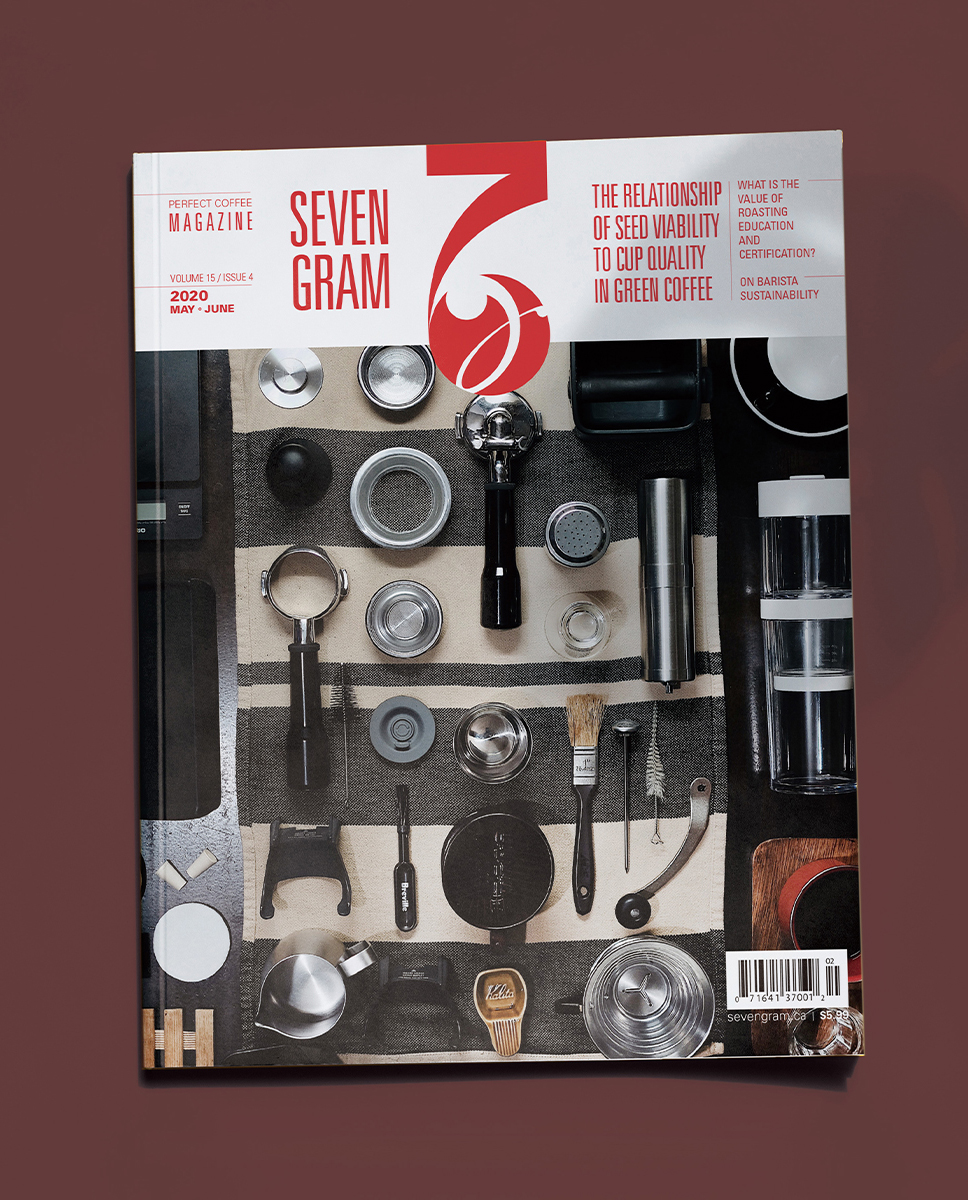 PERFECT COFFEE
MAGAZINE
VOLUME 15 / ISSUE 4
2020
MAY • JUNE
SEVEN
GRAM
7g
THE RELATIONSHIP
OF SEED VIABILITY
TO CUP QUALITY
IN GREEN COFFEE
WHAT IS THE
VALUE OF
ROASTING
EDUCATION
AND
CERTIFICATION?
ON BARISTA
SUSTAINABILITY
Breville
Kalita
02
0 71641 37001 2
sevengram.ca | $5.99